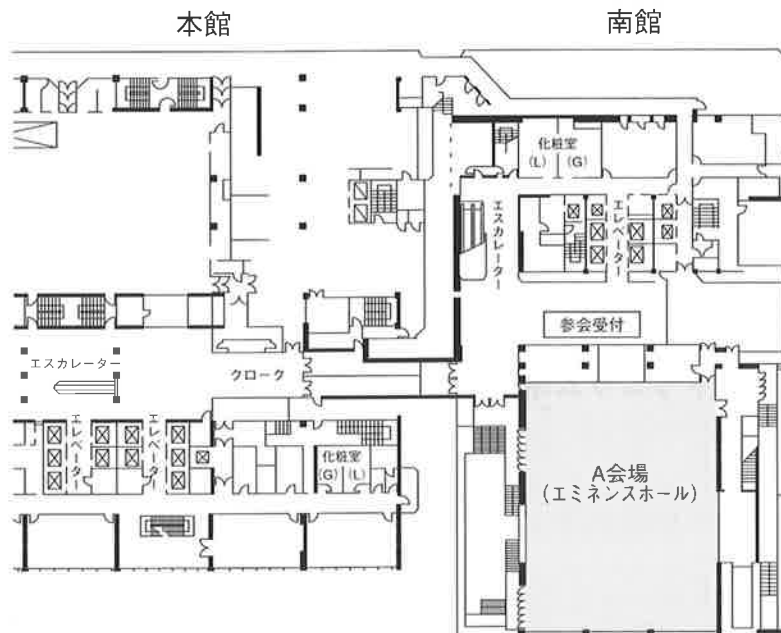 本館
南館
化粧室
(L) (G)
エスカレーター
エレベーター
参会受付
エスカレーター
クローク
エレベーター
エレベーター
化粧室
(G) (L)
A会場
(エミネンスホール)